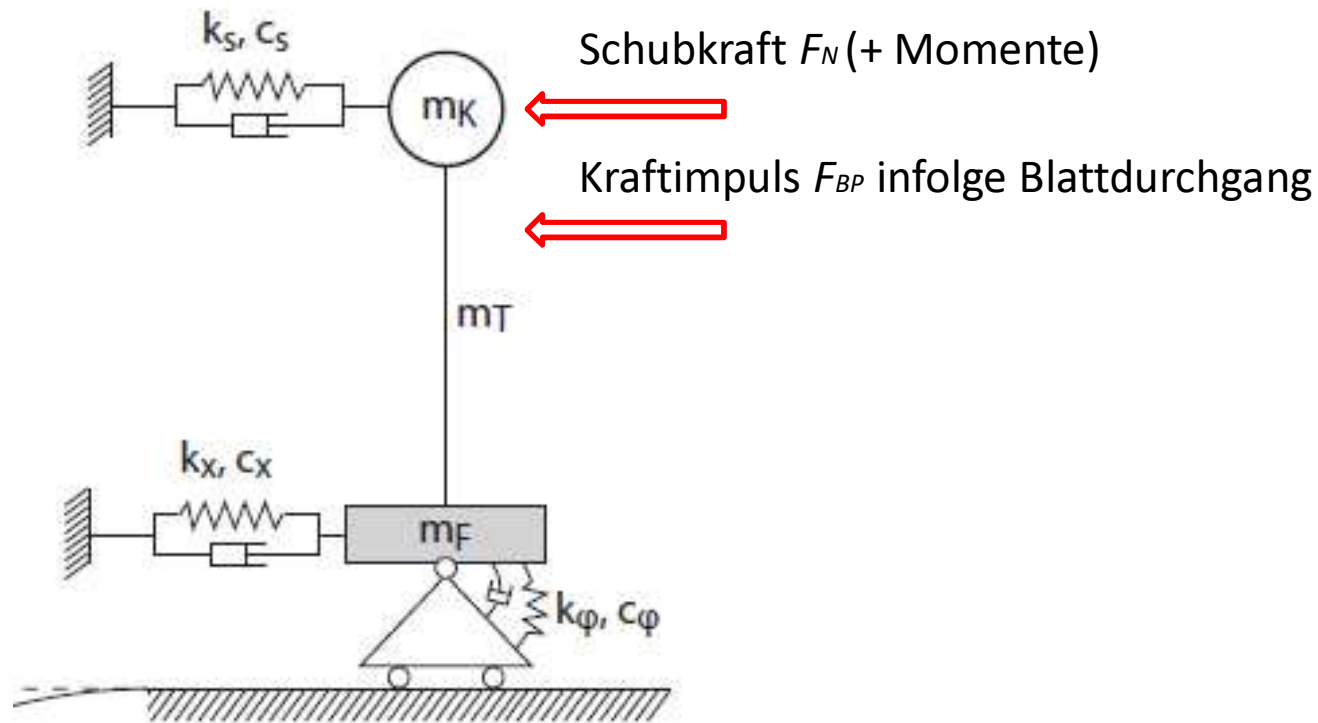 kS, cS
Schubkraft FN (+ Momente)
mK
Kraftimpuls FBP infolge Blattdurchgang
mT
kX, cX
mF
kφ, cφ